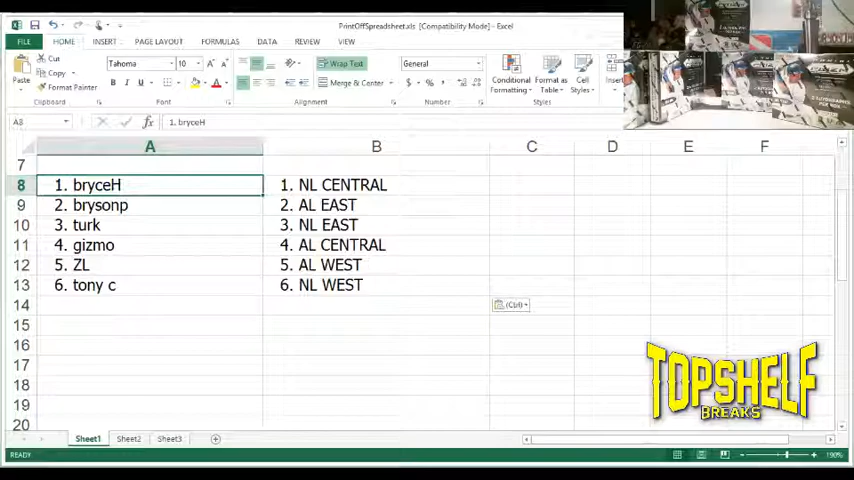 PrintOffSpreadsheet.xls [Compatibility Mode] - Excel
FILE HOME INSERT PAGE LAYOUT FORMULAS DATA REVIEW VIEW
Cut
Copy
Format Painter
Paste
Clipboard
Tahoma 10
B I U
Font
Wrap Text
Merge & Center
Alignment
General
$ % ,
Number
Conditional Formatting
Format as Table
Cell Styles
Styles
A8 fx 1. bryceH
A B C D E F
7
8 1. bryceH 1. NL CENTRAL
9 2. brysonp 2. AL EAST
10 3. turk 3. NL EAST
11 4. gizmo 4. AL CENTRAL
12 5. ZL 5. AL WEST
13 6. tony c 6. NL WEST
14 (Ctrl)
15
16
17
18
19
20
TOPSHELF
BREAKS
Sheet1 Sheet2 Sheet3
READY 190%